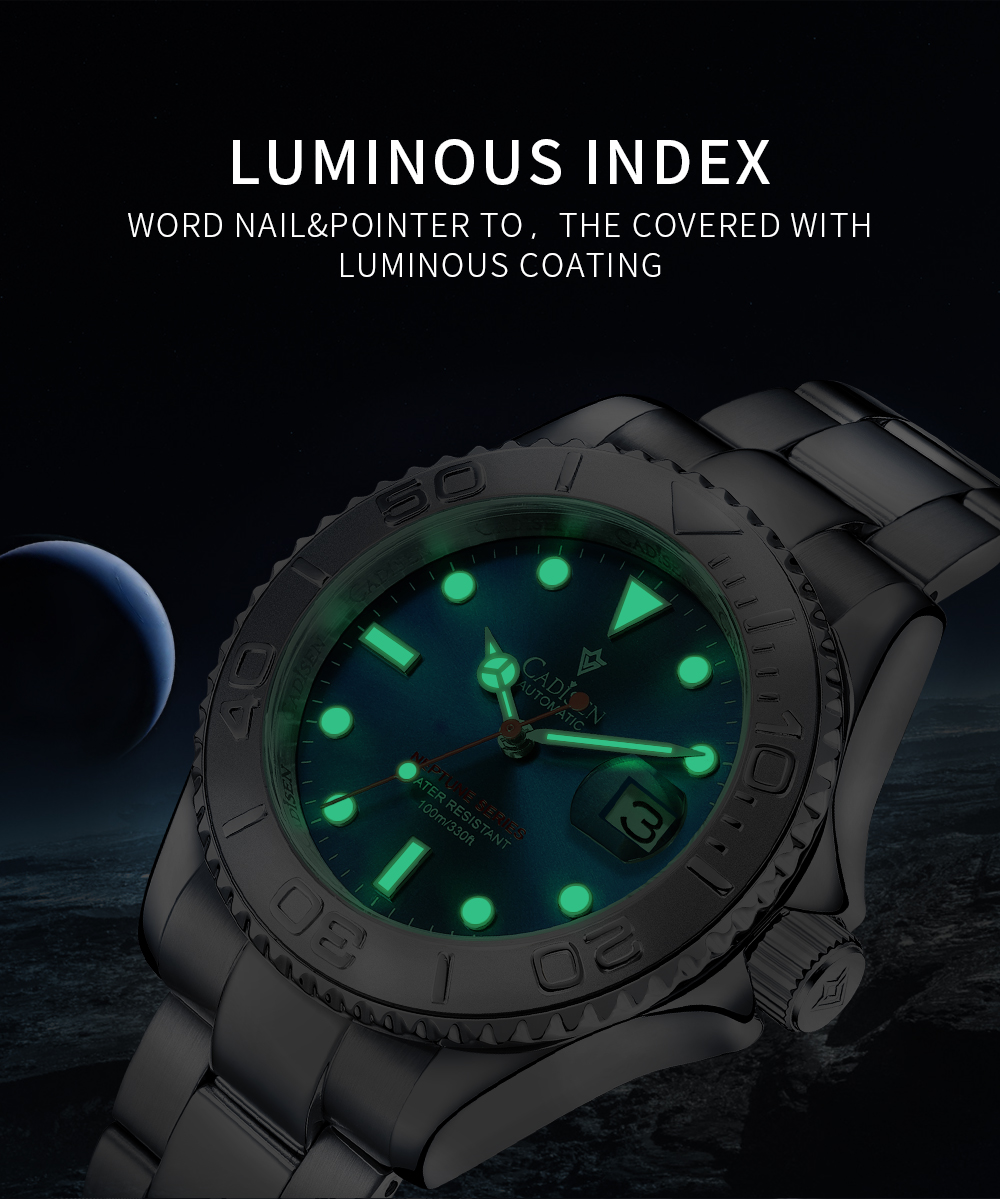 LUMINOUS INDEX
WORD NAIL&POINTER TO， THE COVERED WITH
LUMINOUS COATING
50
40
10
CADISEN
AUTOMATIC
3
ATER RESISTANT
100m/330ft
30
20